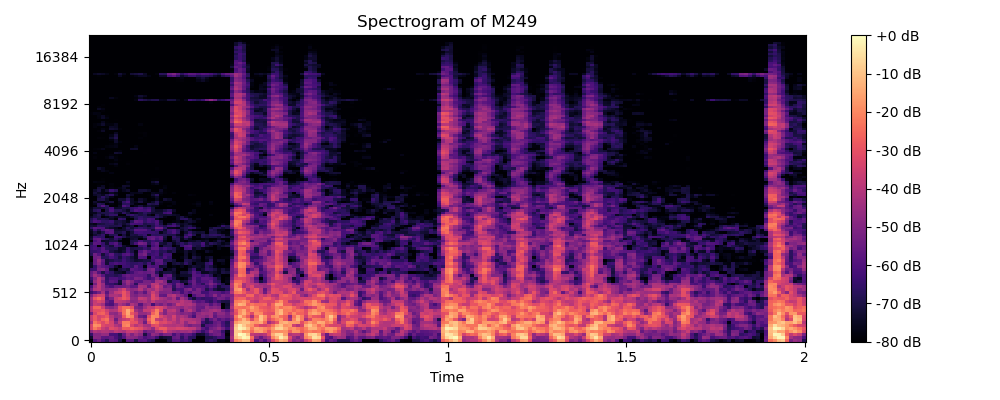 Spectrogram of M249
Hz
16384
8192
4096
2048
1024
512
0
0
0.5
1
1.5
2
Time
+0 dB
-10 dB
-20 dB
-30 dB
-40 dB
-50 dB
-60 dB
-70 dB
-80 dB